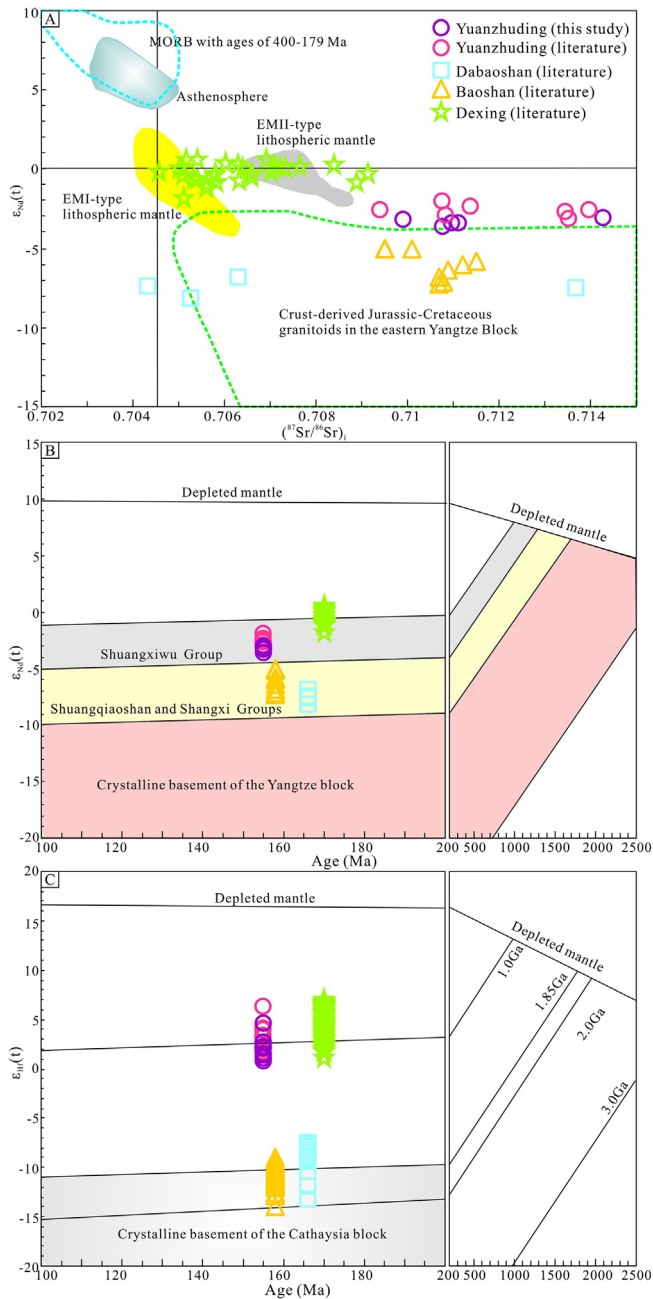 A
10
5
0
-5
-10
-15
εNd(t)
MORB with ages of 400-179 Ma
Asthenosphere
EMII-type
lithospheric mantle
EMI-type
lithospheric mantle
Yuanzhuding (this study)
Yuanzhuding (literature)
Dabaoshan (literature)
Baoshan (literature)
Dexing (literature)
Crust-derived Jurassic-Cretaceous
granitoids in the eastern Yangtze Block
0.702 0.704 0.706 0.708 0.71 0.712 0.714
(⁸⁷Sr/⁸⁶Sr)i
B
15
10
5
0
-5
-10
-15
-20
εNd(t)
Depleted mantle
Depleted mantle
Shuangxiwu Group
Shuangqiaoshan and Shangxi Groups
Crystalline basement of the Yangtze block
100 120 140 160 180 200 500 1000 1500 2000 2500
Age (Ma)
C
20
15
10
5
0
-5
-10
-15
-20
εHf(t)
Depleted mantle
Depleted mantle
1.0Ga
1.85Ga
2.0Ga
3.0Ga
Crystalline basement of the Cathaysia block
100 120 140 160 180 200 500 1000 1500 2000 2500
Age (Ma)